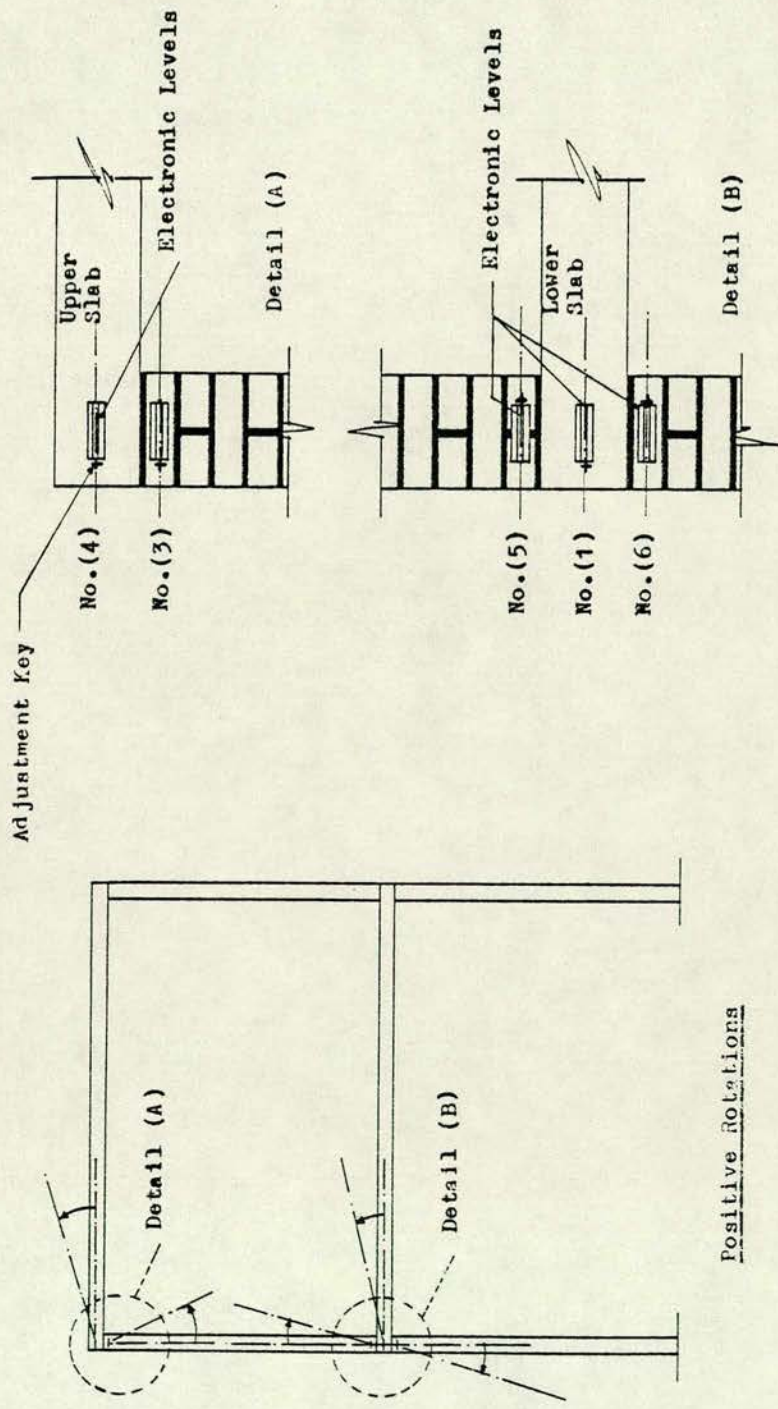 Adjustment Key
No.(4)
No.(3)
Upper
Slab
Electronic Levels
Detail (A)
No.(5)
No.(1)
No.(6)
Electronic Levels
Lower
Slab
Detail (B)
Detail (A)
Detail (B)
Positive Rotations